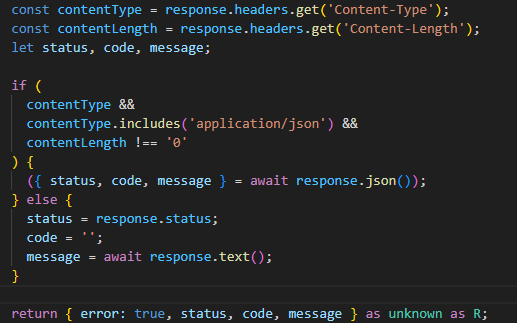 const contentType = response.headers.get('Content-Type');
const contentLength = response.headers.get('Content-Length');
let status, code, message;
if (
contentType &&
contentType.includes('application/json') &&
contentLength !== '0'
) {
({ status, code, message } = await response.json());
} else {
status = response.status;
code = '';
message = await response.text();
}
return { error: true, status, code, message } as unknown as R;